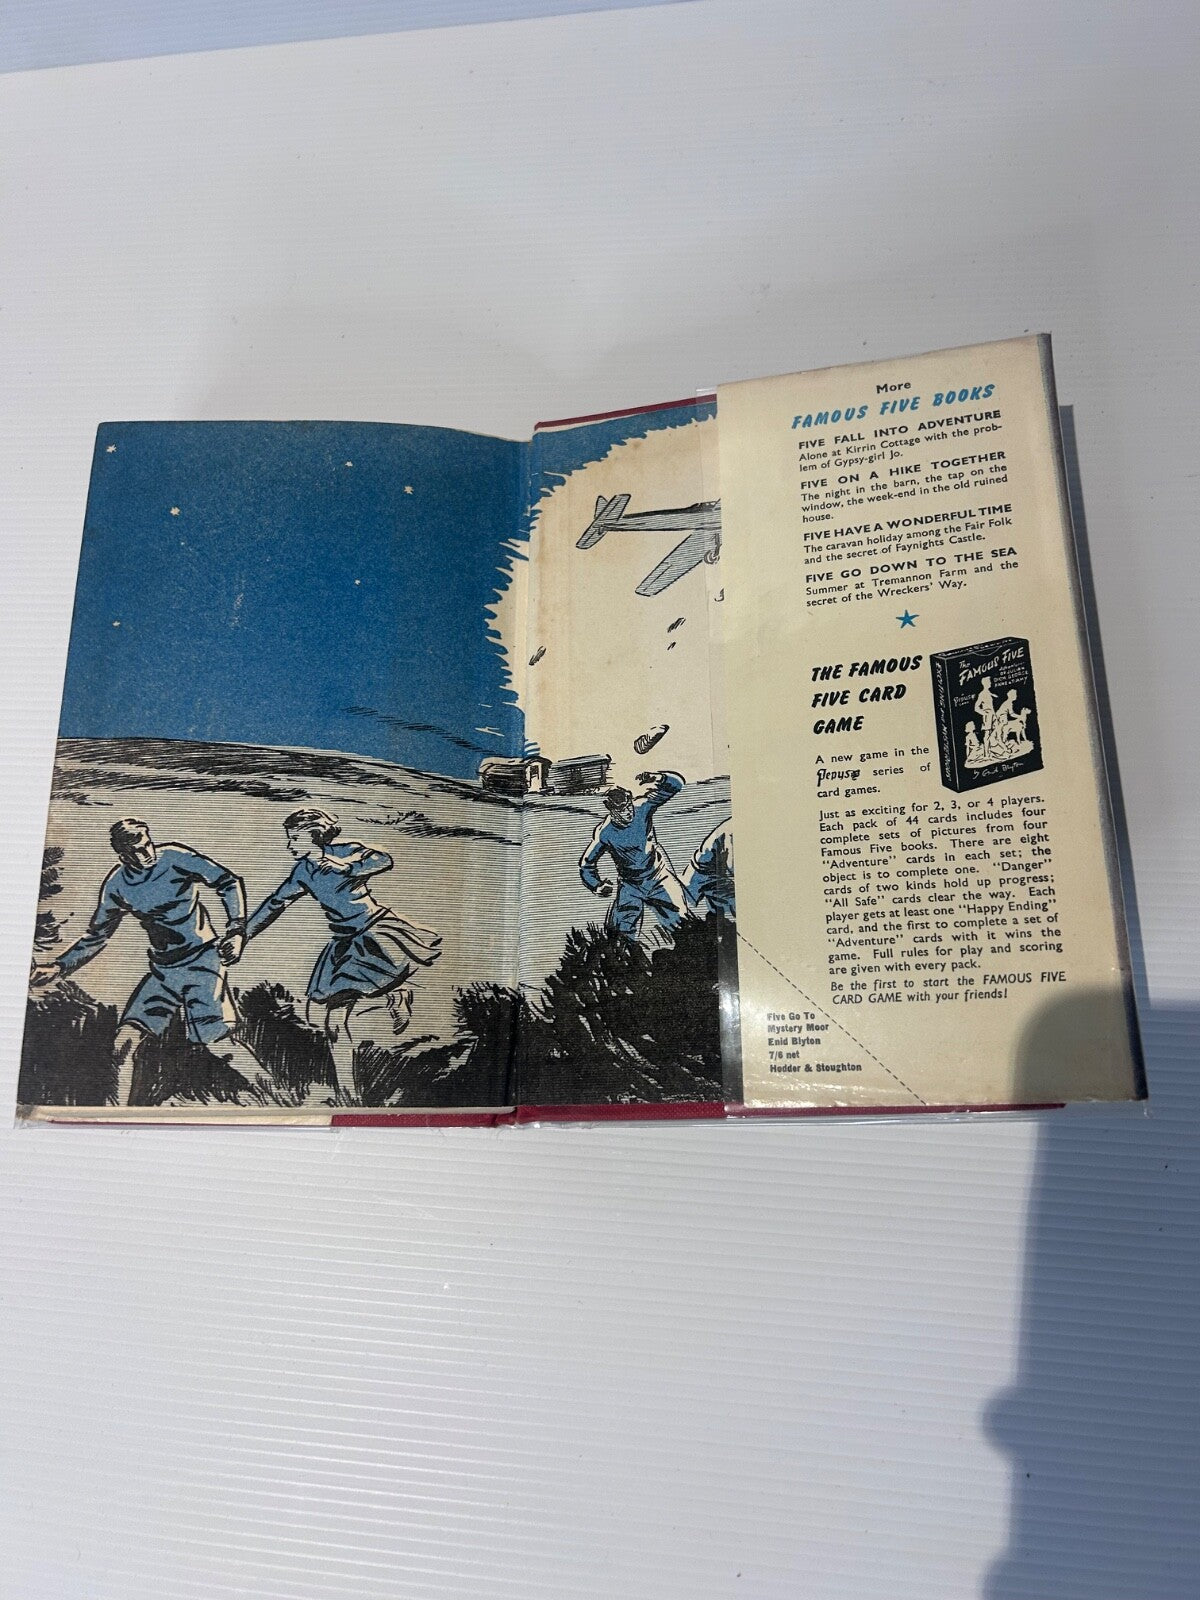 More
FAMOUS FIVE BOOKS
FIVE FALL INTO ADVENTURE
Alone at Kirrin Cottage with the prob-
lem of Gypsy-girl Jo.
FIVE ON A HIKE TOGETHER
The night in the barn, the tap on the
window, the week-end in the old ruined
house.
FIVE HAVE A WONDERFUL TIME
The caravan holiday among the Fair Folk
and the secret of Faynights Castle.
FIVE GO DOWN TO THE SEA
Summer at Tremannon Farm and the
secret of the Wreckers' Way.
THE FAMOUS
FIVE CARD
GAME
The
FAMOUS FIVE
by Enid Blyton
A new game in the
Pepys series of
card games.
Just as exciting for 2, 3, or 4 players.
Each pack of 44 cards includes four
complete sets of pictures from four
Famous Five books. There are eight
"Adventure" cards in each set; the
object is to complete one. "Danger"
cards of two kinds hold up progress;
"All Safe" cards clear the way. Each
player gets at least one "Happy Ending"
card, and the first to complete a set of
"Adventure" cards with it wins the
game. Full rules for play and scoring
are given with every pack.
Be the first to start the FAMOUS FIVE
CARD GAME with your friends!
Five Go To
Mystery Moor
Enid Blyton
7/6 net
Hodder & Stoughton